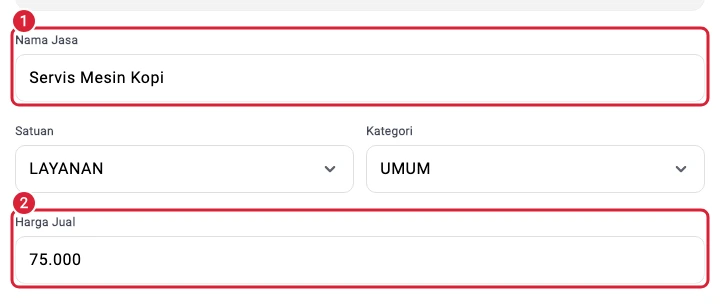 1
Nama Jasa
Servis Mesin Kopi
Satuan
Kategori
LAYANAN
UMUM
2
Harga Jual
75.000